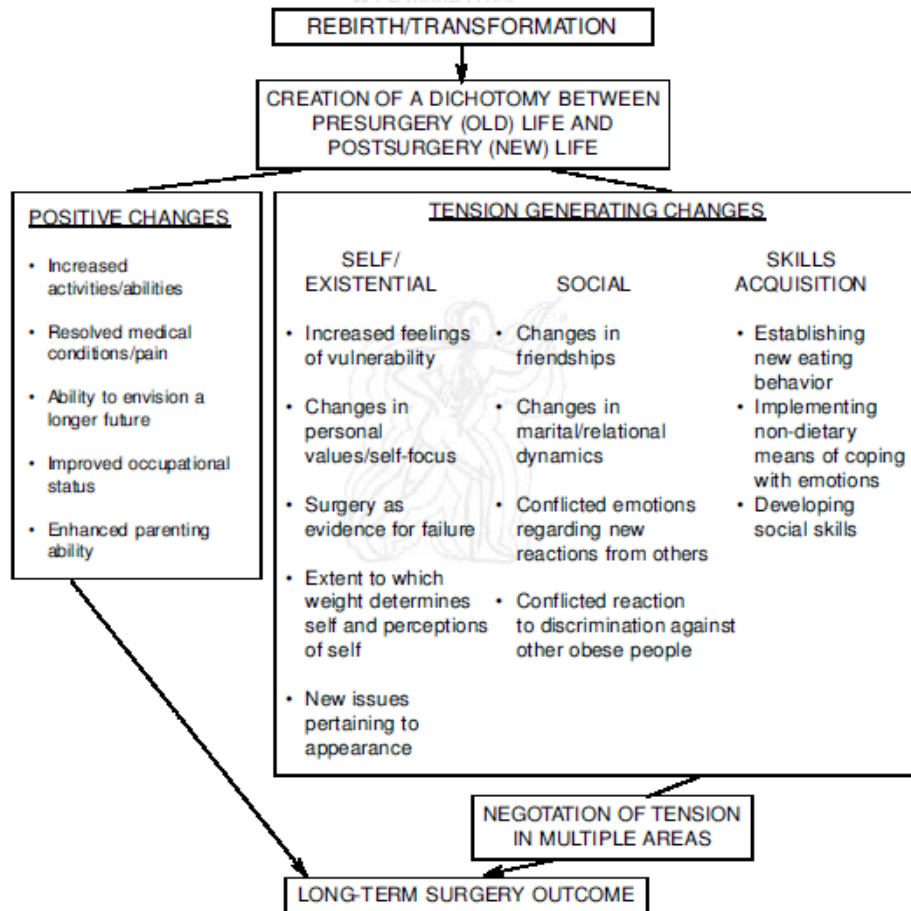 REBIRTH/TRANSFORMATION
CREATION OF A DICHOTOMY BETWEEN
PRESURGERY (OLD) LIFE AND
POSTSURGERY (NEW) LIFE
POSITIVE CHANGES
• Increased
activities/abilities
• Resolved medical
conditions/pain
• Ability to envision a
longer future
• Improved occupational
status
• Enhanced parenting
ability
TENSION GENERATING CHANGES
SELF/
EXISTENTIAL
• Increased feelings
of vulnerability
• Changes in
personal
values/self-focus
• Surgery as
evidence for failure
• Extent to which
weight determines
self and perceptions
of self
• New issues
pertaining to
appearance
SOCIAL
• Changes in
friendships
• Changes in
marital/relational
dynamics
• Conflicted emotions
regarding new
reactions from others
• Conflicted reaction
to discrimination against
other obese people
SKILLS
ACQUISITION
• Establishing
new eating
behavior
• Implementing
non-dietary
means of coping
with emotions
• Developing
social skills
NEGOTATION OF TENSION
IN MULTIPLE AREAS
LONG-TERM SURGERY OUTCOME